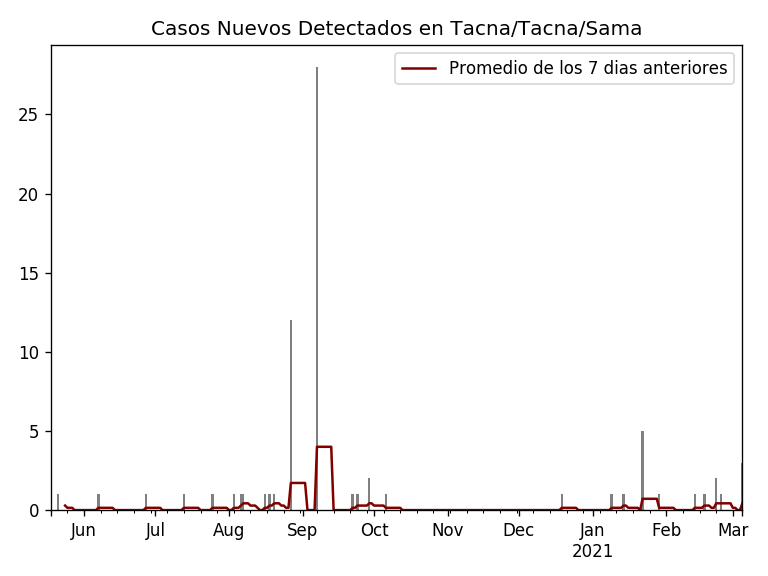 Casos Nuevos Detectados en Tacna/Tacna/Sama
Promedio de los 7 dias anteriores
25
20
15
10
5
0
Jun Jul Aug Sep Oct Nov Dec Jan Feb Mar
2021